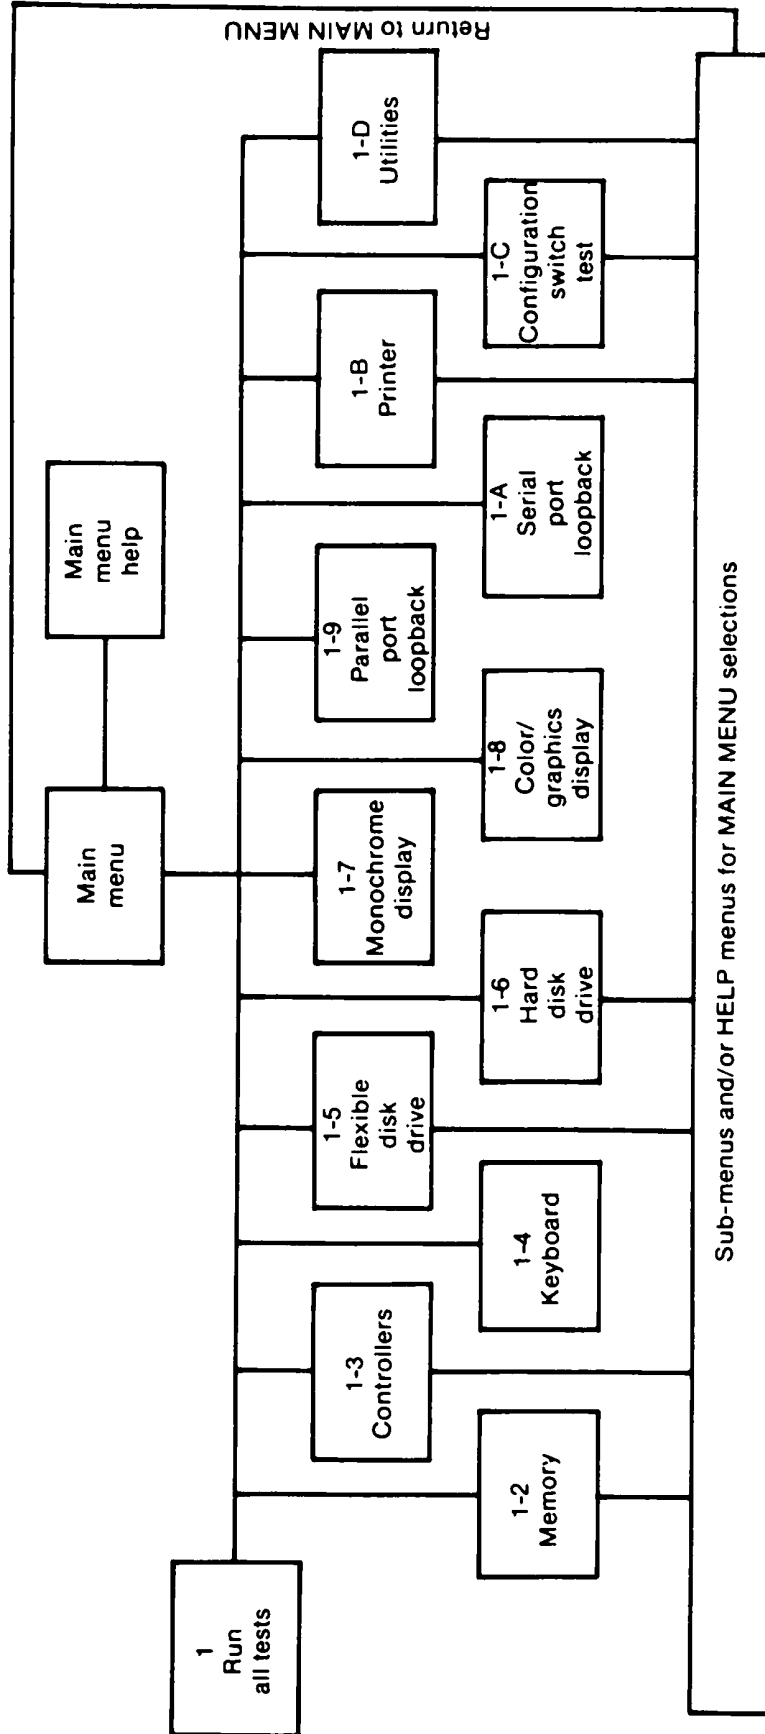 Return to MAIN MENU
Main
menu
Main
menu
help
1
Run
all tests
1-2
Memory
1-3
Controllers
1-4
Keyboard
1-5
Flexible
disk
drive
1-6
Hard
disk
drive
1-7
Monochrome
display
1-8
Color/
graphics
display
1-9
Parallel
port
loopback
1-A
Serial
port
loopback
1-B
Printer
1-C
Configuration
switch
test
1-D
Utilities
Sub-menus and/or HELP menus for MAIN MENU selections